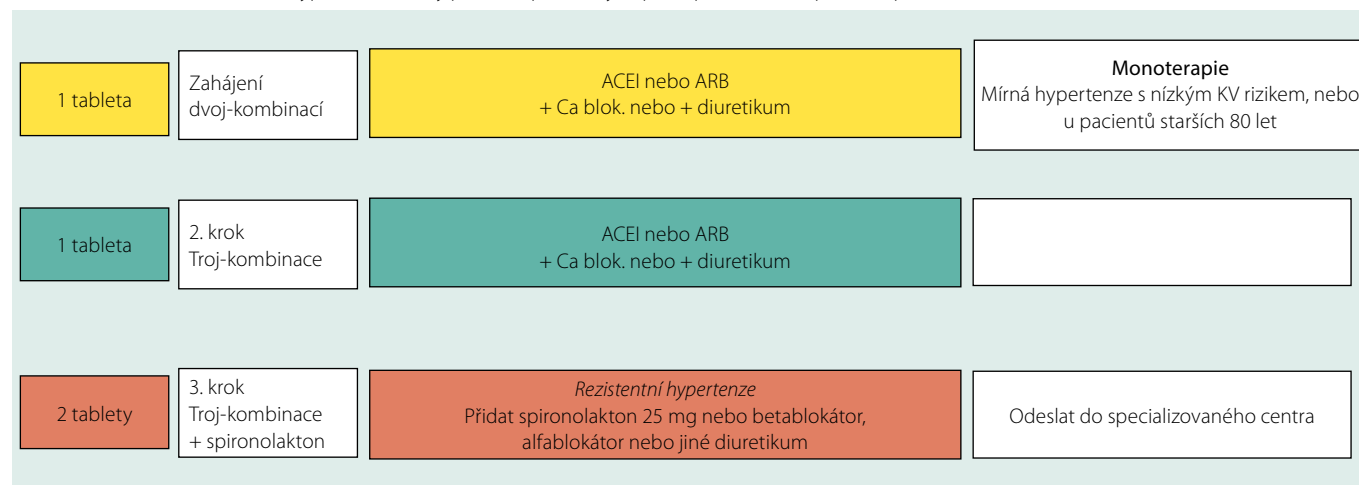 1 tableta
Zahájení
dvoj-kombinací
ACEI nebo ARB
+ Ca blok. nebo + diuretikum
Monoterapie
Mírná hypertenze s nízkým KV rizikem, nebo
u pacientů starších 80 let
1 tableta
2. krok
Troj-kombinace
ACEI nebo ARB
+ Ca blok. nebo + diuretikum
2 tablety
3. krok
Troj-kombinace
+ spironolakton
Rezistentní hypertenze
Přidat spironolakton 25 mg nebo betablokátor,
alfablokátor nebo jiné diuretikum
Odeslat do specializovaného centra